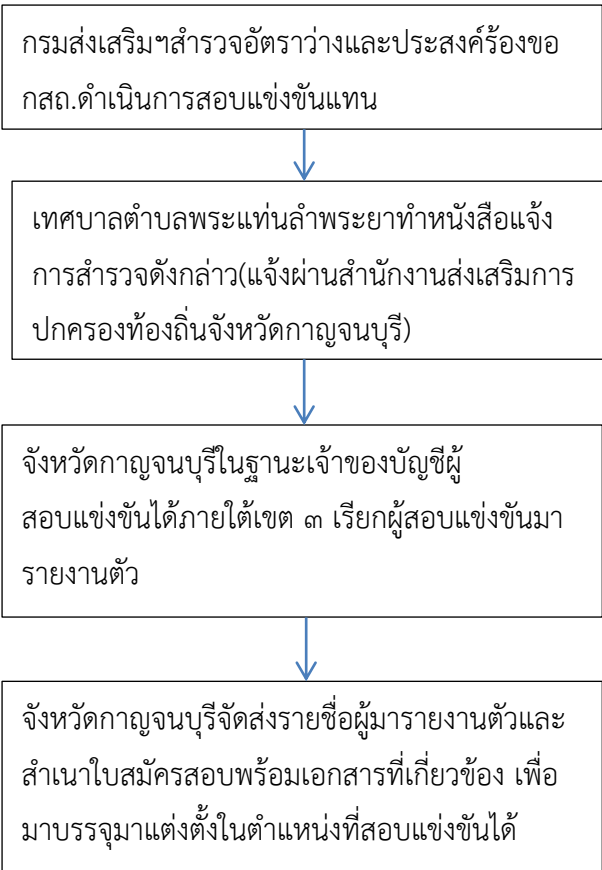 กรมส่งเสริมฯสำรวจอัตราว่างและประสงค์ร้องขอ
กสถ.ดำเนินการสอบแข่งขันแทน
เทศบาลตำบลพระแท่นลำพระยาทำหนังสือแจ้ง
การสำรวจดังกล่าว(แจ้งผ่านสำนักงานส่งเสริมการ
ปกครองท้องถิ่นจังหวัดกาญจนบุรี)
จังหวัดกาญจนบุรีในฐานะเจ้าของบัญชีผู้
สอบแข่งขันได้ภายใต้เขต ๓ เรียกผู้สอบแข่งขันมา
รายงานตัว
จังหวัดกาญจนบุรีจัดส่งรายชื่อผู้มารายงานตัวและ
สำเนาใบสมัครสอบพร้อมเอกสารที่เกี่ยวข้อง เพื่อ
มาบรรจุมาแต่งตั้งในตำแหน่งที่สอบแข่งขันได้